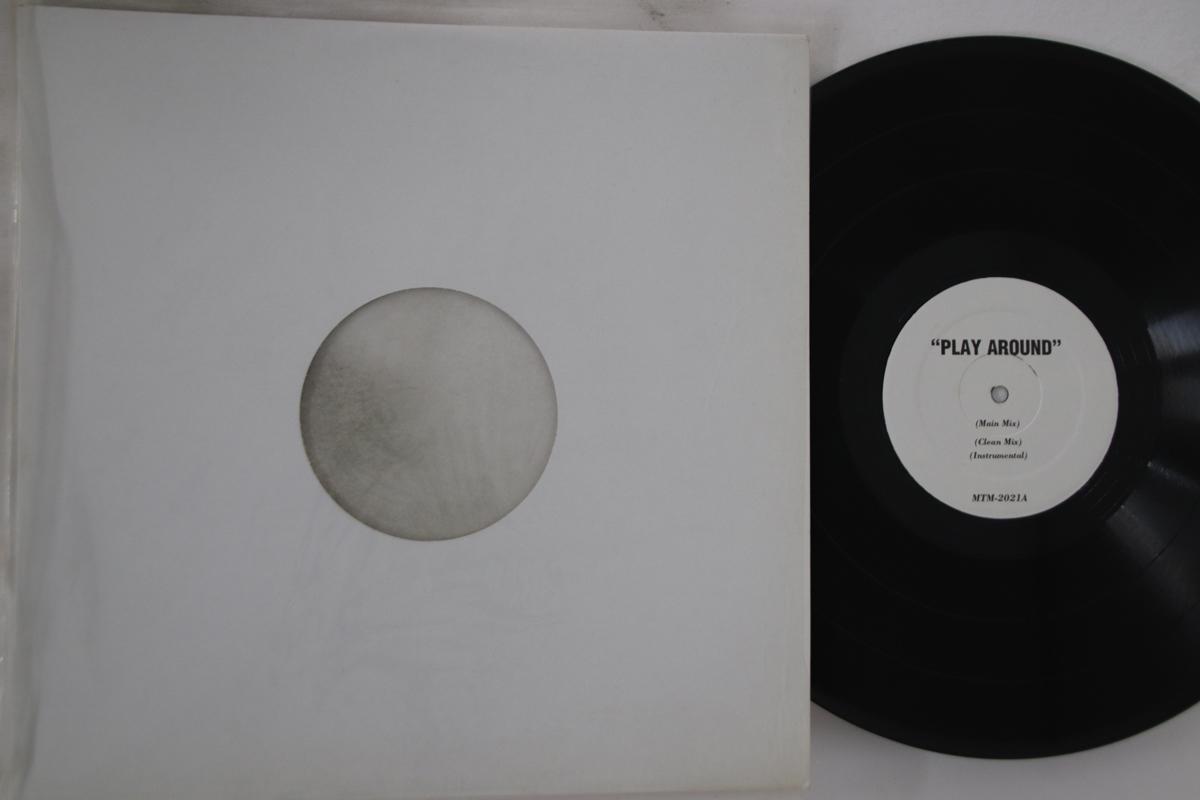 “PLAY AROUND”
(Main Mix)
(Clean Mix)
(Instrumental)
MTM-2021A